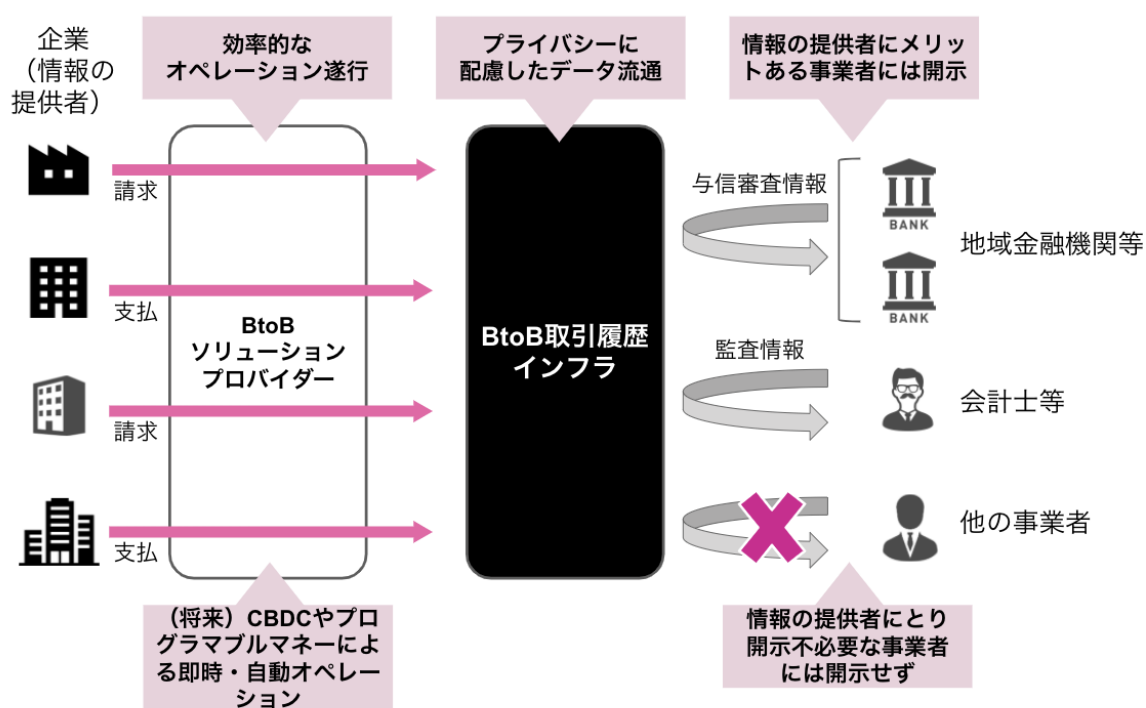 企業
（情報の
提供者）
効率的な
オペレーション遂行
プライバシーに
配慮したデータ流通
情報の提供者にメリッ
トある事業者には開示
請求
支払
請求
支払
BtoB
ソリューション
プロバイダー
BtoB取引履歴
インフラ
与信審査情報
BANK
BANK
地域金融機関等
監査情報
会計士等
他の事業者
（将来）CBDCやプロ
グラマブルマネーによ
る即時・自動オペレー
ション
情報の提供者にとり
開示不必要な事業者
には開示せず